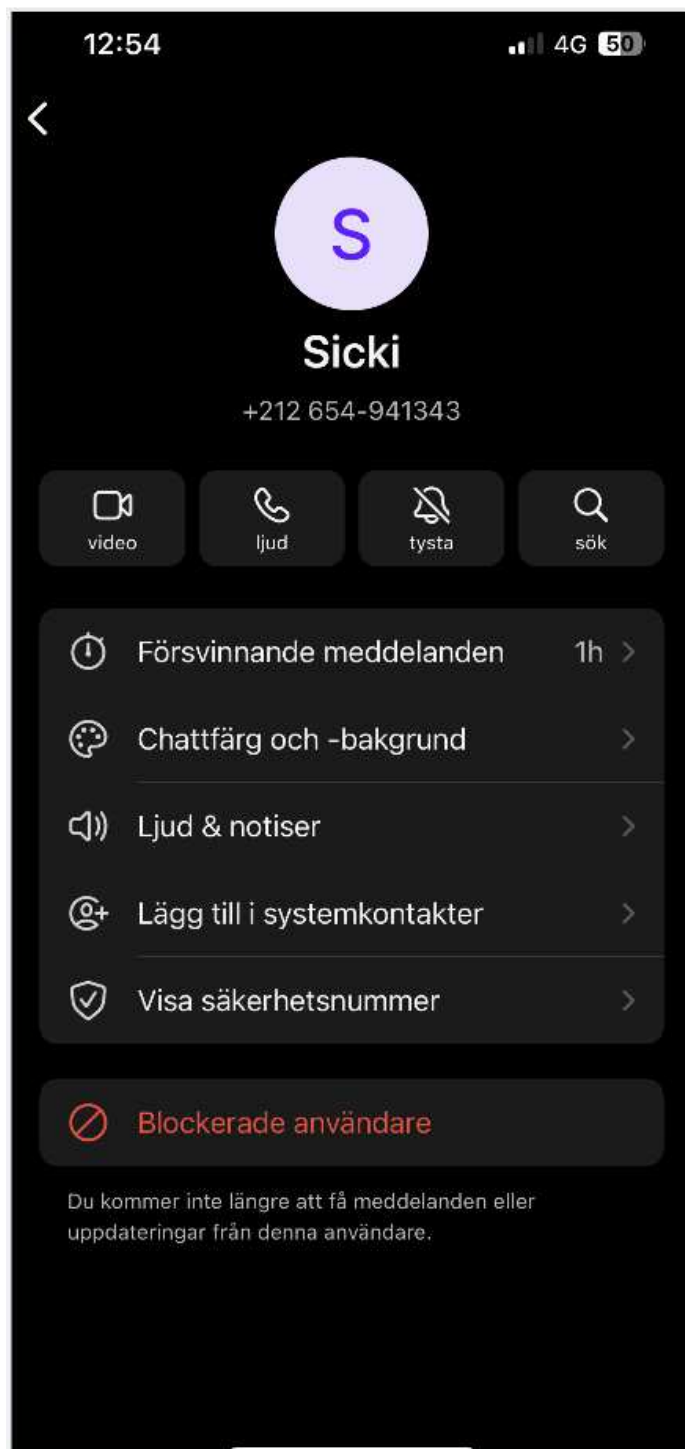 12:54
4G 50
S
Sicki
+212 654-941343
video ljud tysta sök
Försvinnande meddelanden 1h
Chattfärg och -bakgrund
Ljud & notiser
Lägg till i systemkontakter
Visa säkerhetsnummer
Blockerade användare
Du kommer inte längre att få meddelanden eller
uppdateringar från denna användare.